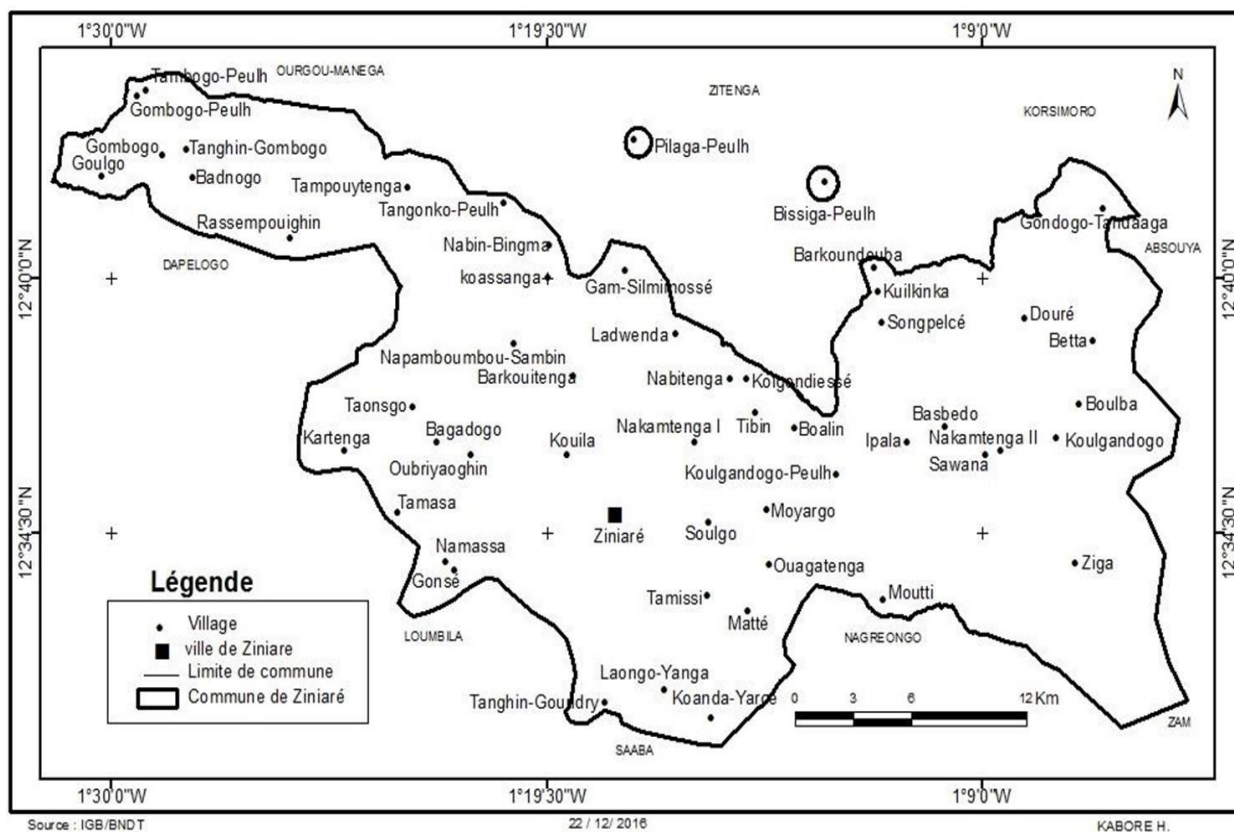 1°30'0"W
1°19'30"W
1°9'0"W
Tambogo-Peulh
OURGOU-MANEGA
Gombogo-Peulh
ZITENGA
KORSIMORO
N
Gombogo
Tanghin-Gombogo
Pilaga-Peulh
Goulgo
Badnogo
Tampouytenga
Tangonko-Peulh
Bissiga-Peulh
Rassempouighin
Gondogo-Tandaaga
Nabin-Bingma
Barkoundouba
ABSOUYA
DAPELOGO
12°40'0"N
koassanga
Gam-Silmimossé
Kuilkinka
12°40'0"N
Songpelcé
Douré
Ladwenda
Betta
Napamboumbou-Sambin
Barkouitenga
Nabitenga
Kolgondiessé
Taonsgo
Boulba
Basbedo
Kartenga
Bagadogo
Kouila
Nakamtenga I
Tibin
Boalin
Ipala
Nakamtenga II
Koulgandogo
Oubriyaoghin
Sawana
Koulgandogo-Peulh
Tamasa
Moyargo
12°34'30"N
Ziniaré
Soulgo
12°34'30"N
Namassa
Gonsé
Ouagatenga
Ziga
Légende
Village
ville de Ziniare
Limite de commune
Commune de Ziniaré
Tamissi
Moutti
Matté
LOUMBILA
NAGREONGO
Laongo-Yanga
Tanghin-Goundry
Koanda-Yarcé
0 3 6 12 Km
SAABA
ZAM
1°30'0"W
1°19'30"W
1°9'0"W
Source : IGB/BNDT
22 / 12/ 2016
KABORE H.